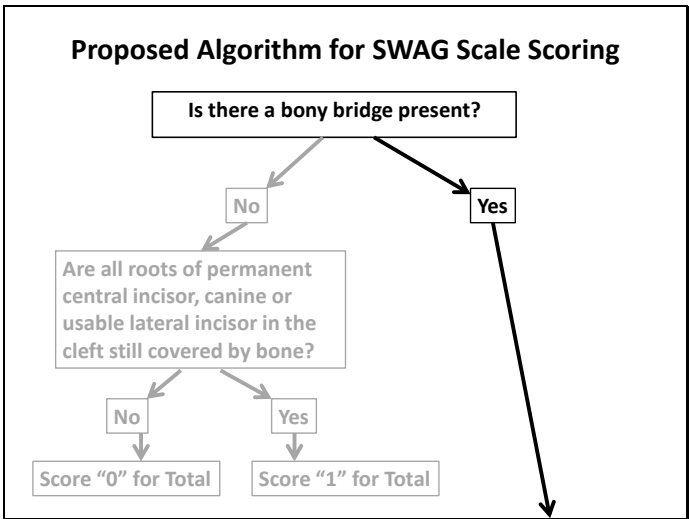 Proposed Algorithm for SWAG Scale Scoring
Is there a bony bridge present?
No
Yes
Are all roots of permanent
central incisor, canine or
usable lateral incisor in the
cleft still covered by bone?
No
Yes
Score “0” for Total
Score “1” for Total